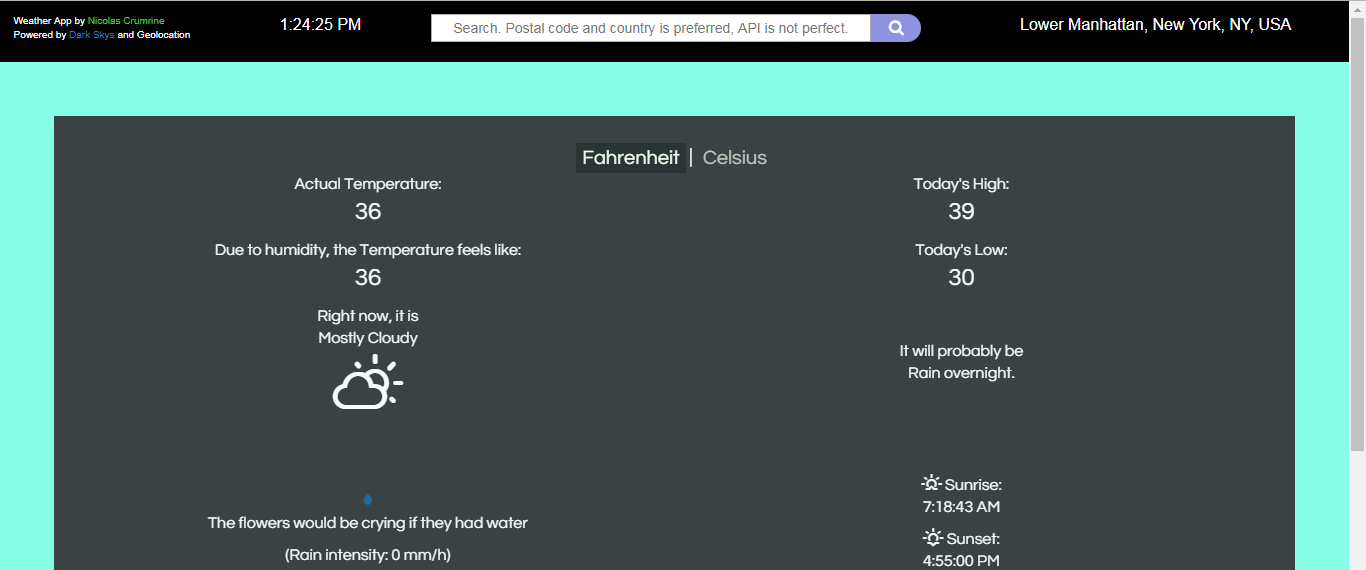 Weather App by Nicolas Crumrine
Powered by Dark Skys and Geolocation
1:24:25 PM
Search. Postal code and country is preferred, API is not perfect.
Lower Manhattan, New York, NY, USA
Fahrenheit | Celsius
Actual Temperature:
36
Due to humidity, the Temperature feels like:
36
Right now, it is
Mostly Cloudy
The flowers would be crying if they had water
(Rain intensity: 0 mm/h)
Today's High:
39
Today's Low:
30
It will probably be
Rain overnight.
Sunrise:
7:18:43 AM
Sunset:
4:55:00 PM